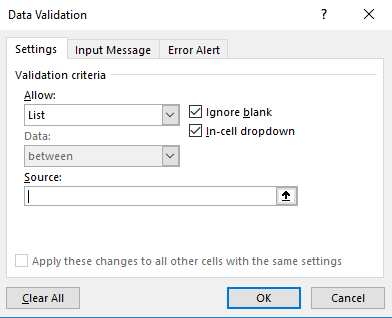 Data Validation
?
Settings
Input Message
Error Alert
Validation criteria
Allow:
List
Ignore blank
Data:
In-cell dropdown
between
Source:
Apply these changes to all other cells with the same settings
Clear All
OK
Cancel